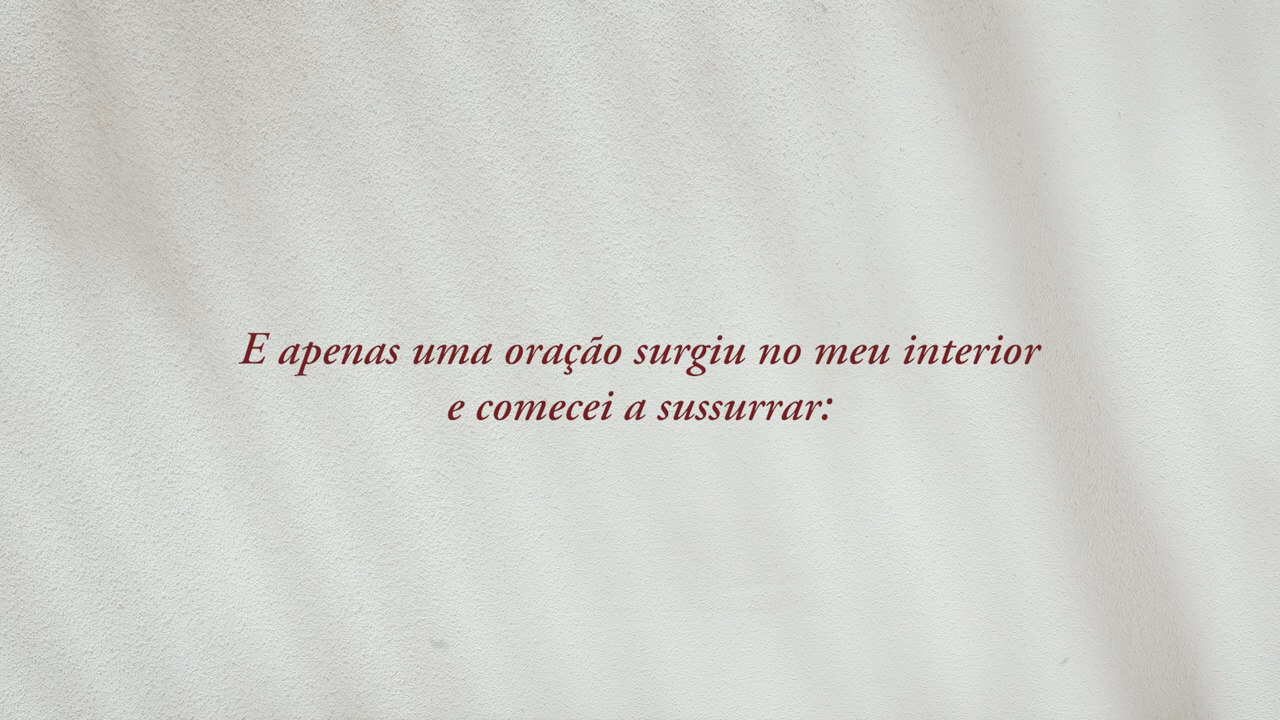 E apenas uma oração surgiu no meu interior
e comecei a sussurrar: